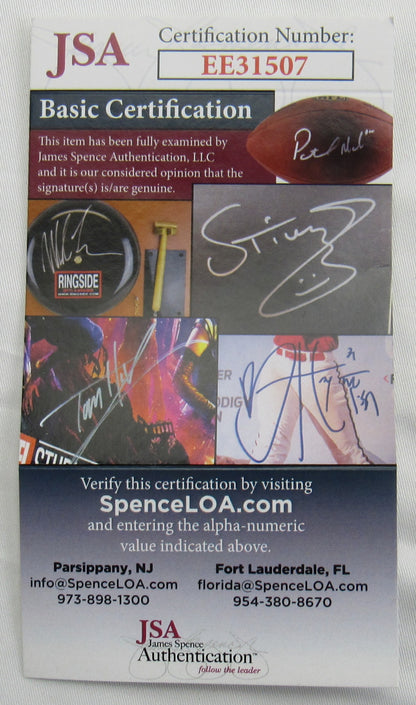 JSA
Certification Number:
EE31507
Basic Certification
This item has been fully examined by
James Spence Authentication, LLC
and it is our considered opinion that the
signature(s) is/are genuine.
RINGSIDE
Verify this certification by visiting
SpenceLOA.com
and entering the alpha-numeric
value indicated above.
Parsippany, NJ
info@SpenceLOA.com
973-898-1300
Fort Lauderdale, FL
florida@SpenceLOA.com
954-380-8670
JSA
James Spence
Authentication™
follow the leader